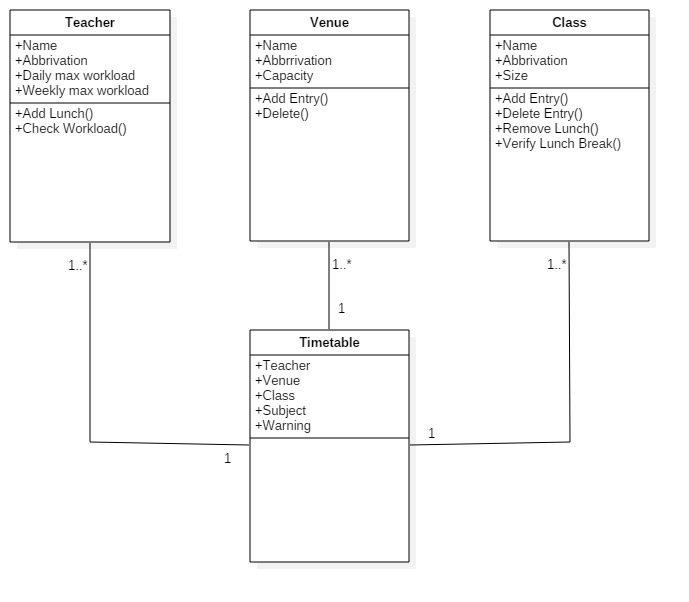 Teacher
+Name
+Abbrivation
+Daily max workload
+Weekly max workload
+Add Lunch()
+Check Workload()
Venue
+Name
+Abbrrivation
+Capacity
+Add Entry()
+Delete()
Class
+Name
+Abbrivation
+Size
+Add Entry()
+Delete Entry()
+Remove Lunch()
+Verify Lunch Break()
1..*
1..*
1..*
1
Timetable
+Teacher
+Venue
+Class
+Subject
+Warning
1
1